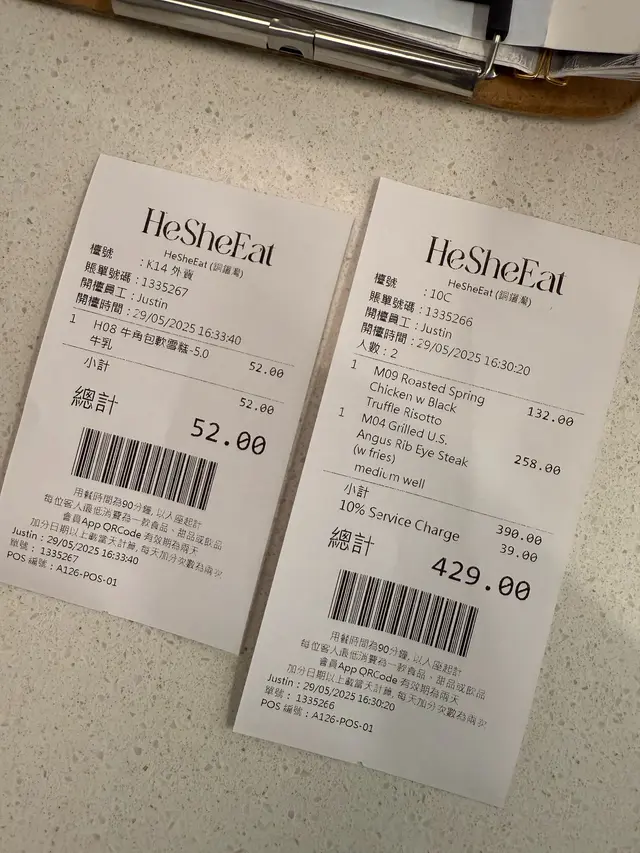 HeSheEat
HeSheEat (銅鑼灣)
檯號 : K14 外賣
賬單號碼 : 1335267
開檯員工 : Justin
開檯時間 : 29/05/2025 16:33:40
1 H08 牛角包軟雪糕-5.0 52.00
牛乳
小計 52.00
總計 52.00
用餐時間為90分鐘, 以入座起計
每位客人最低消費為一款食品、甜品或飲品
會員App QRCode 有效期為兩天
加分日期以上載當天計算, 每天加分次數為兩次
Justin : 29/05/2025 16:33:40
單號 : 1335267
POS 編號 : A126-POS-01
HeSheEat
HeSheEat (銅鑼灣)
檯號 : 10C
賬單號碼 : 1335266
開檯員工 : Justin
開檯時間 : 29/05/2025 16:30:20
人數 : 2
1 M09 Roasted Spring 132.00
Chicken w Black
Truffle Risotto
1 M04 Grilled U.S. 258.00
Angus Rib Eye Steak
(w fries)
medium well
小計 390.00
10% Service Charge 39.00
總計 429.00
用餐時間為90分鐘, 以入座起計
每位客人最低消費為一款食品、甜品或飲品
會員App QRCode 有效期為兩天
加分日期以上載當天計算, 每天加分次數為兩次
Justin : 29/05/2025 16:30:20
單號 : 1335266
POS 編號 : A126-POS-01